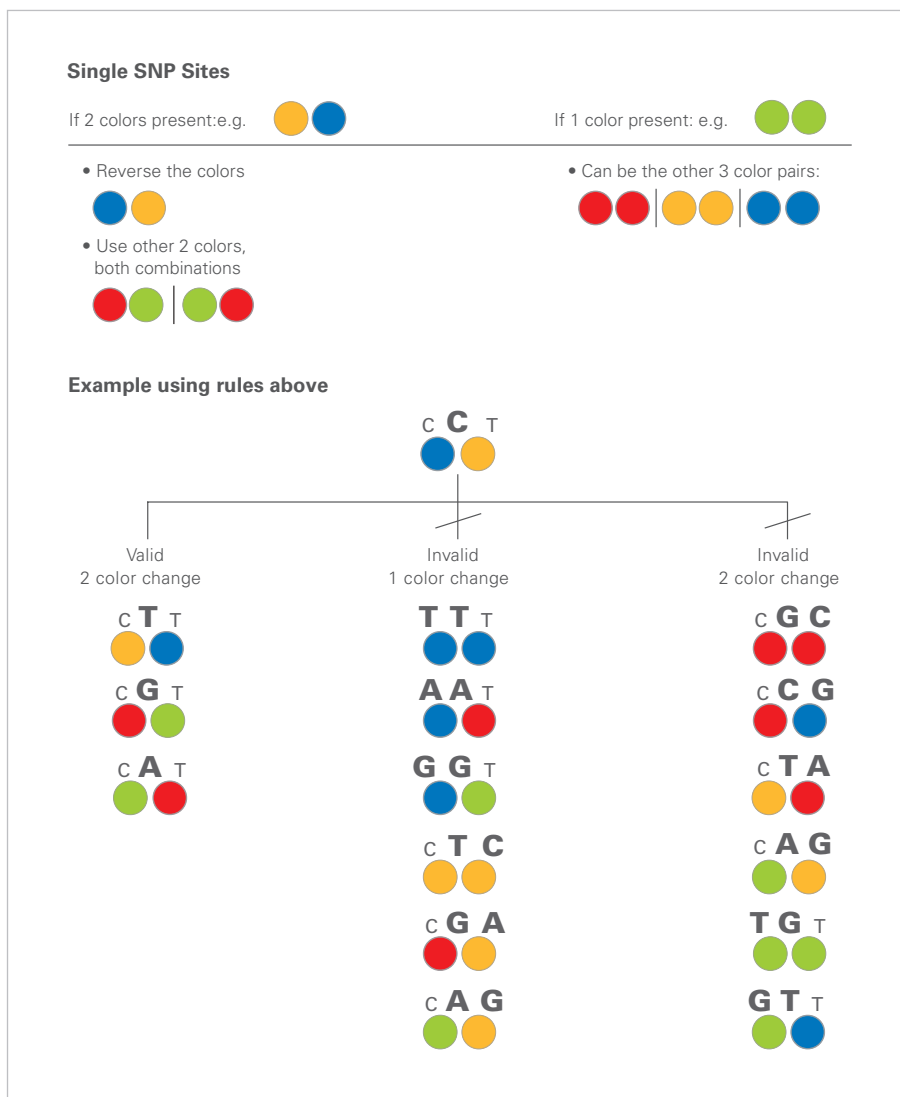 Single SNP Sites
If 2 colors present:e.g.
If 1 color present: e.g.
• Reverse the colors
• Can be the other 3 color pairs:
• Use other 2 colors,
both combinations
Example using rules above
C C T
Valid
2 color change
Invalid
1 color change
Invalid
2 color change
C T T
T T T
C G C
C G T
A A T
C C G
C A T
G G T
C T A
C T C
C A G
C G A
T G T
C A G
G T T